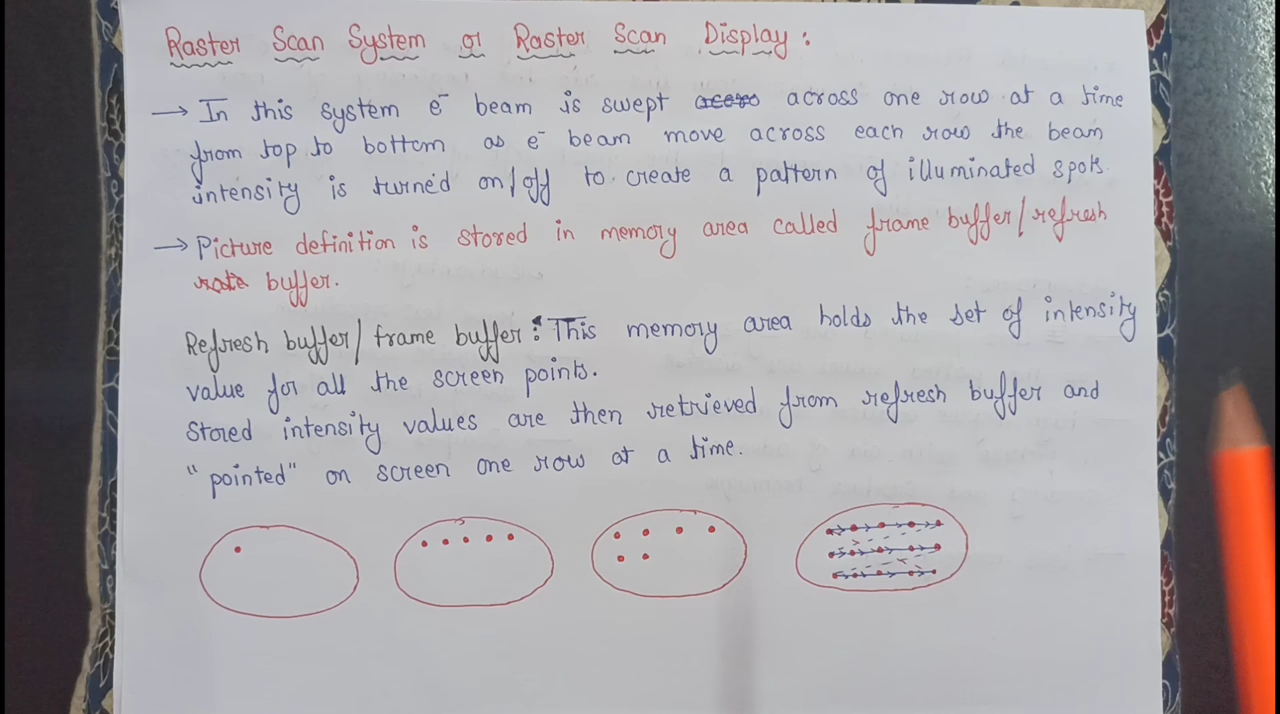 Raster Scan System or Raster Scan Display :
→ In this system e⁻ beam is swept across one row at a time
from top to bottom as e⁻ beam move across each row the beam
intensity is turned on/off to create a pattern of illuminated spots.
→ Picture definition is stored in memory area called frame buffer/refresh
buffer.
Refresh buffer/frame buffer : This memory area holds the set of intensity
value for all the screen points.
Stored intensity values are then retrieved from refresh buffer and
"pointed" on screen one row at a time.